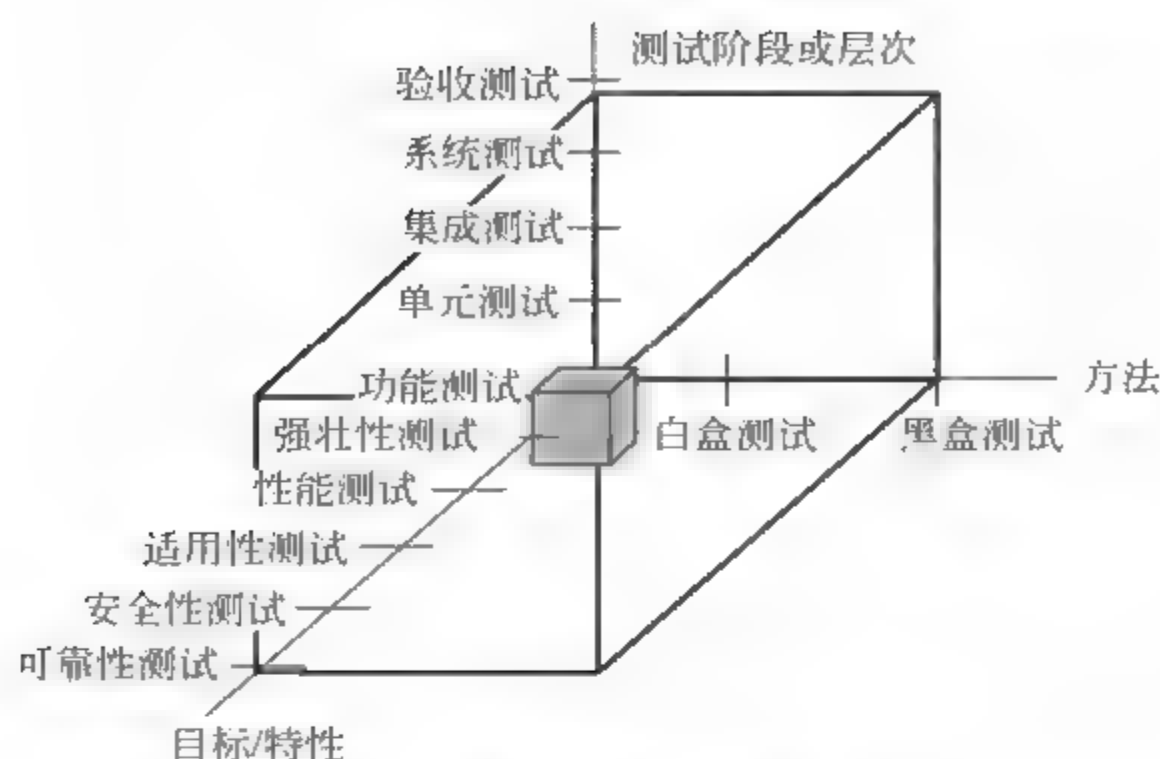 测试阶段或层次
验收测试
系统测试
集成测试
单元测试
功能测试
方法
强壮性测试
白盒测试
黑盒测试
性能测试
适用性测试
安全性测试
可靠性测试
目标/特性